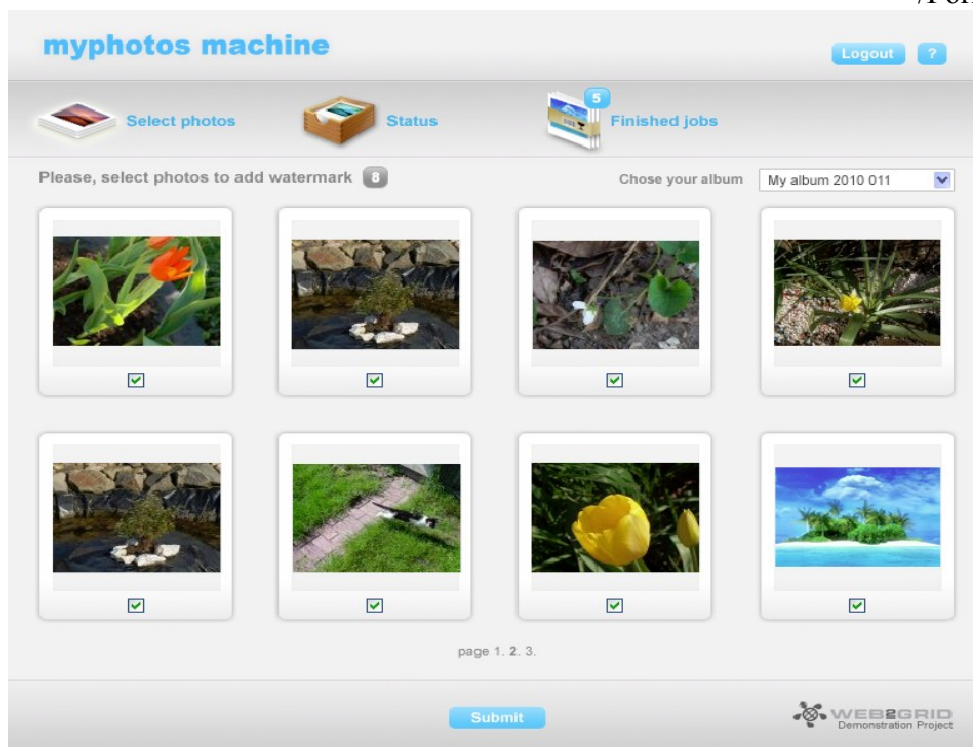 myphotos machine
Logout ?
Select photos
Status
5
Finished jobs
Please, select photos to add watermark 8
Chose your album
My album 2010 011
page 1. 2. 3.
Submit
WEB2GRID
Demonstration Project